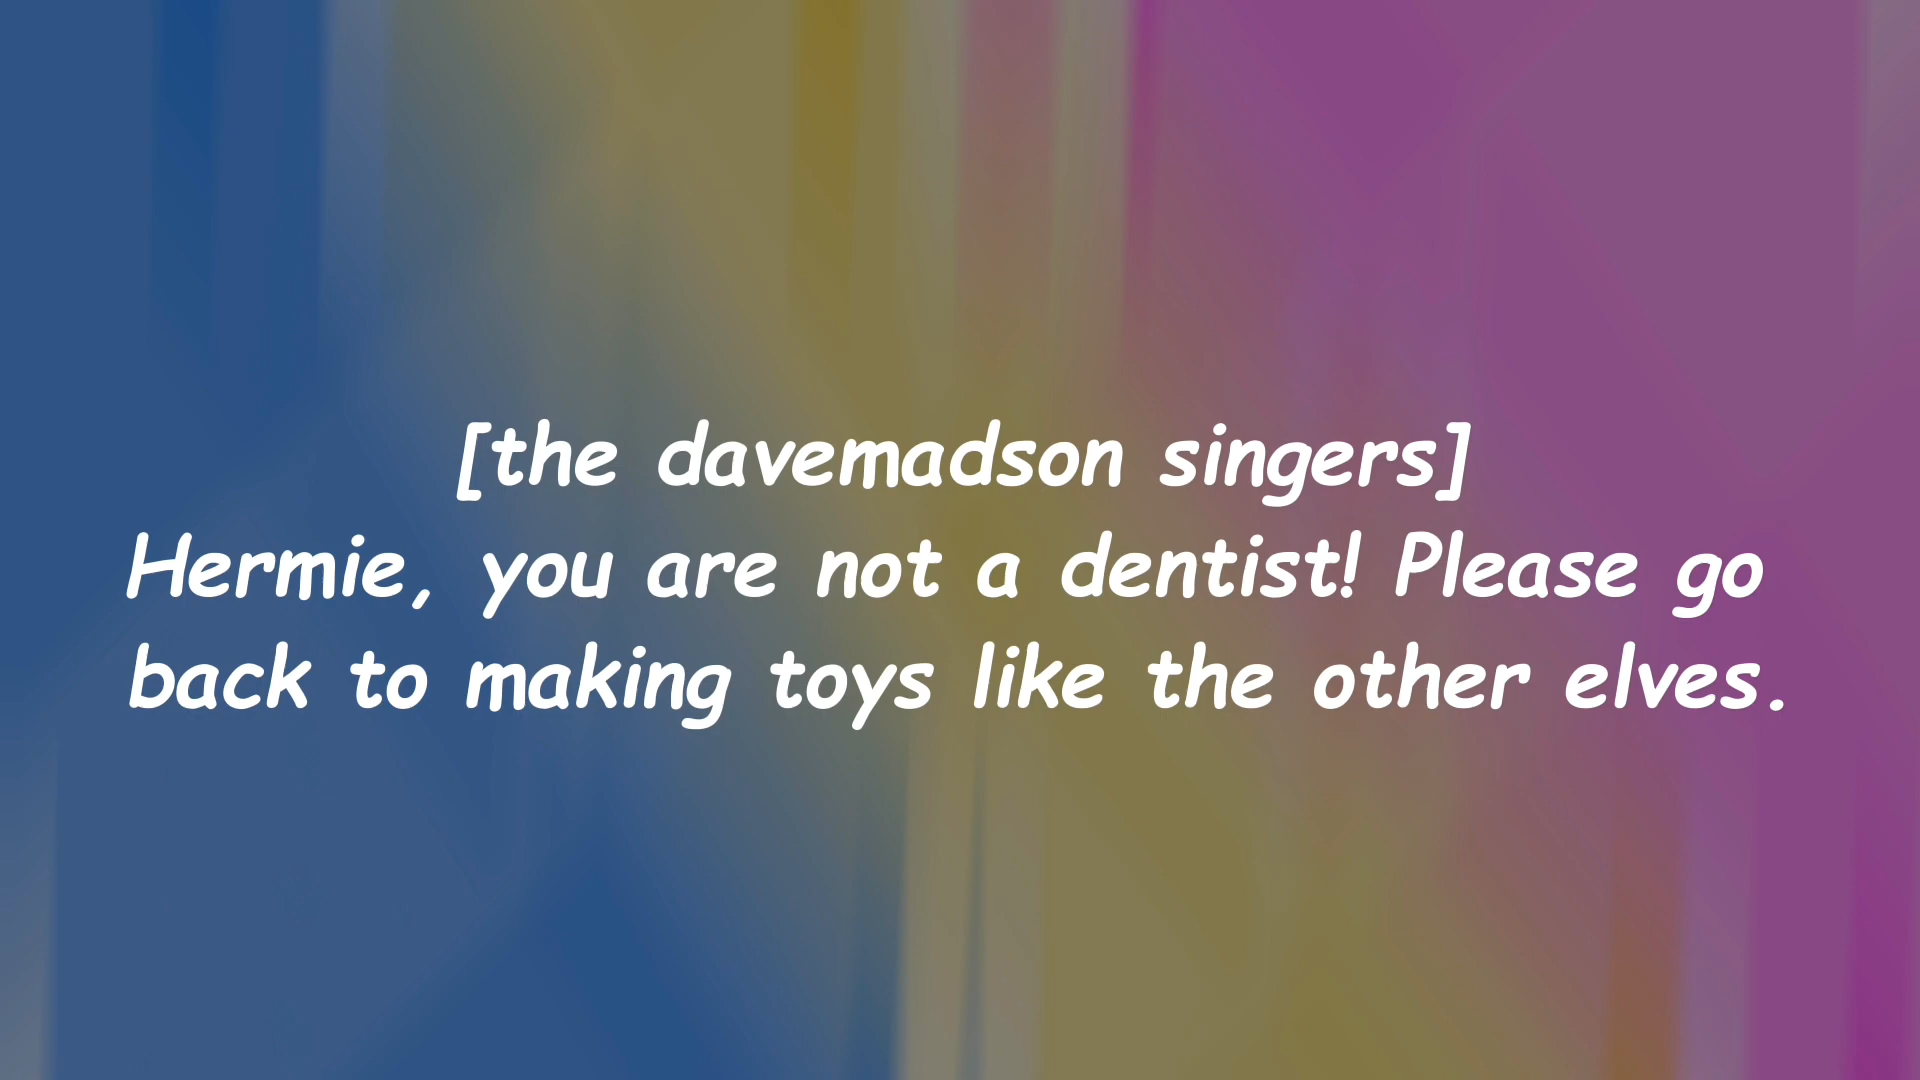 [the davemadson singers]
Hermie, you are not a dentist! Please go
back to making toys like the other elves.